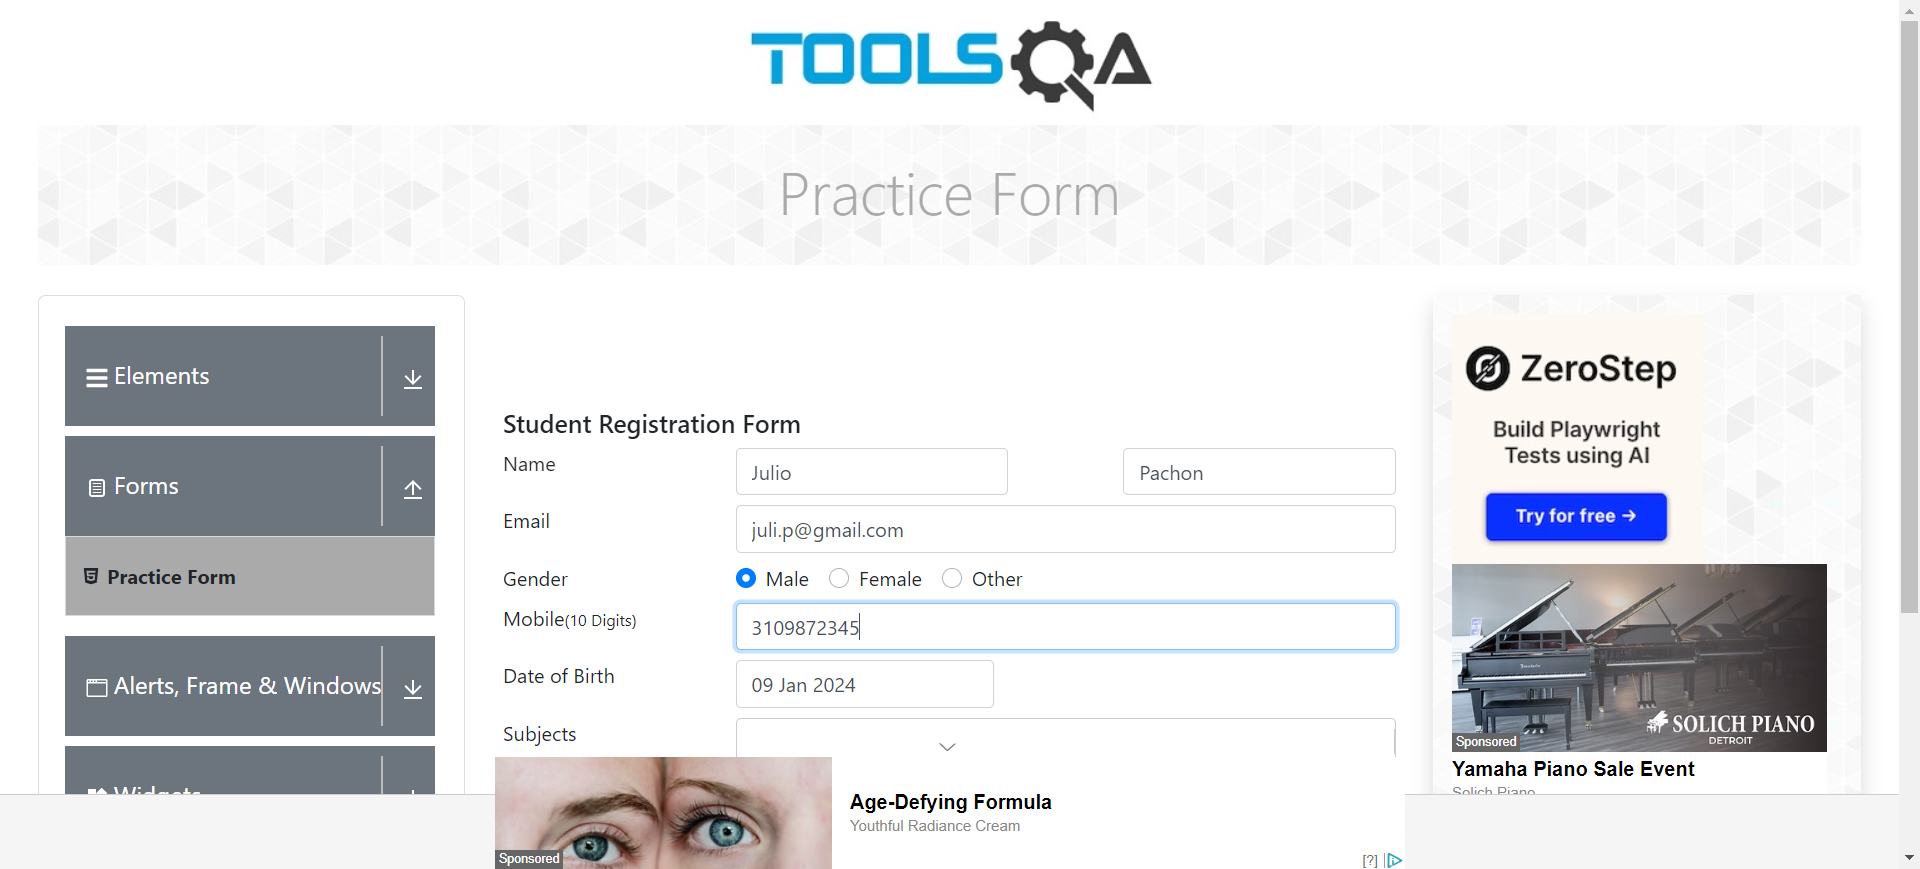 TOOLSQA
Practice Form
Elements
Forms
Practice Form
Alerts, Frame & Windows
Widgets
Student Registration Form
Name
Julio
Pachon
Email
juli.p@gmail.com
Gender
Male
Female
Other
Mobile(10 Digits)
3109872345
Date of Birth
09 Jan 2024
Subjects
Sponsored
Age-Defying Formula
Youthful Radiance Cream
[?]
ZeroStep
Build Playwright
Tests using AI
Try for free →
SOLICH PIANO
DETROIT
Sponsored
Yamaha Piano Sale Event
Solich Piano